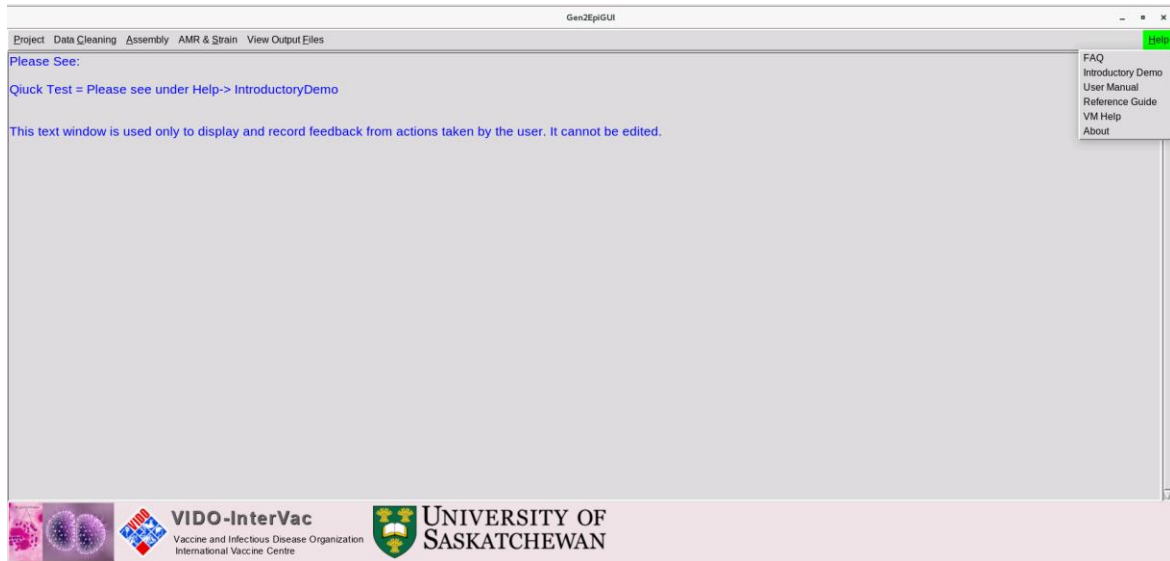 Gen2EpiGUI
Project Data Cleaning Assembly AMR & Strain View Output Files Help
FAQ
Introductory Demo
User Manual
Reference Guide
VM Help
About
Please See:
Qiuck Test = Please see under Help-> IntroductoryDemo
This text window is used only to display and record feedback from actions taken by the user. It cannot be edited.
VIDO
VIDO-InterVac
Vaccine and Infectious Disease Organization
International Vaccine Centre
UNIVERSITY OF
SASKATCHEWAN